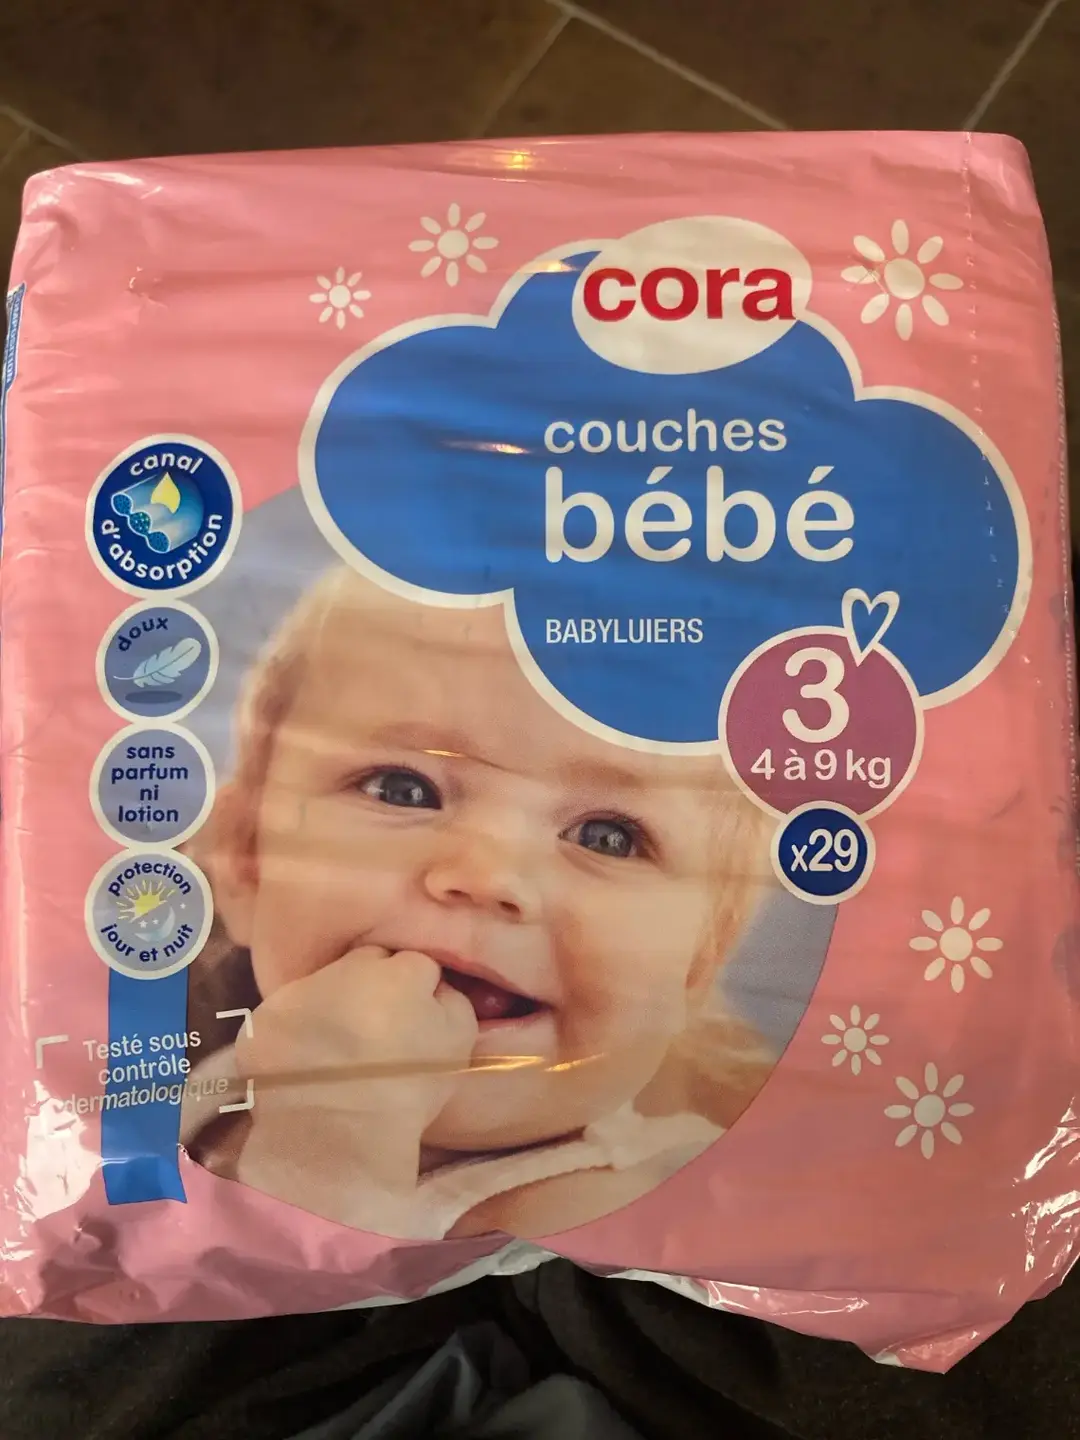 cora
couches
bébé
BABYLUIERS
3
4 à 9 kg
x29
canal
d'absorption
doux
sans
parfum
ni
lotion
protection
jour et nuit
Testé sous
contrôle
dermatologique